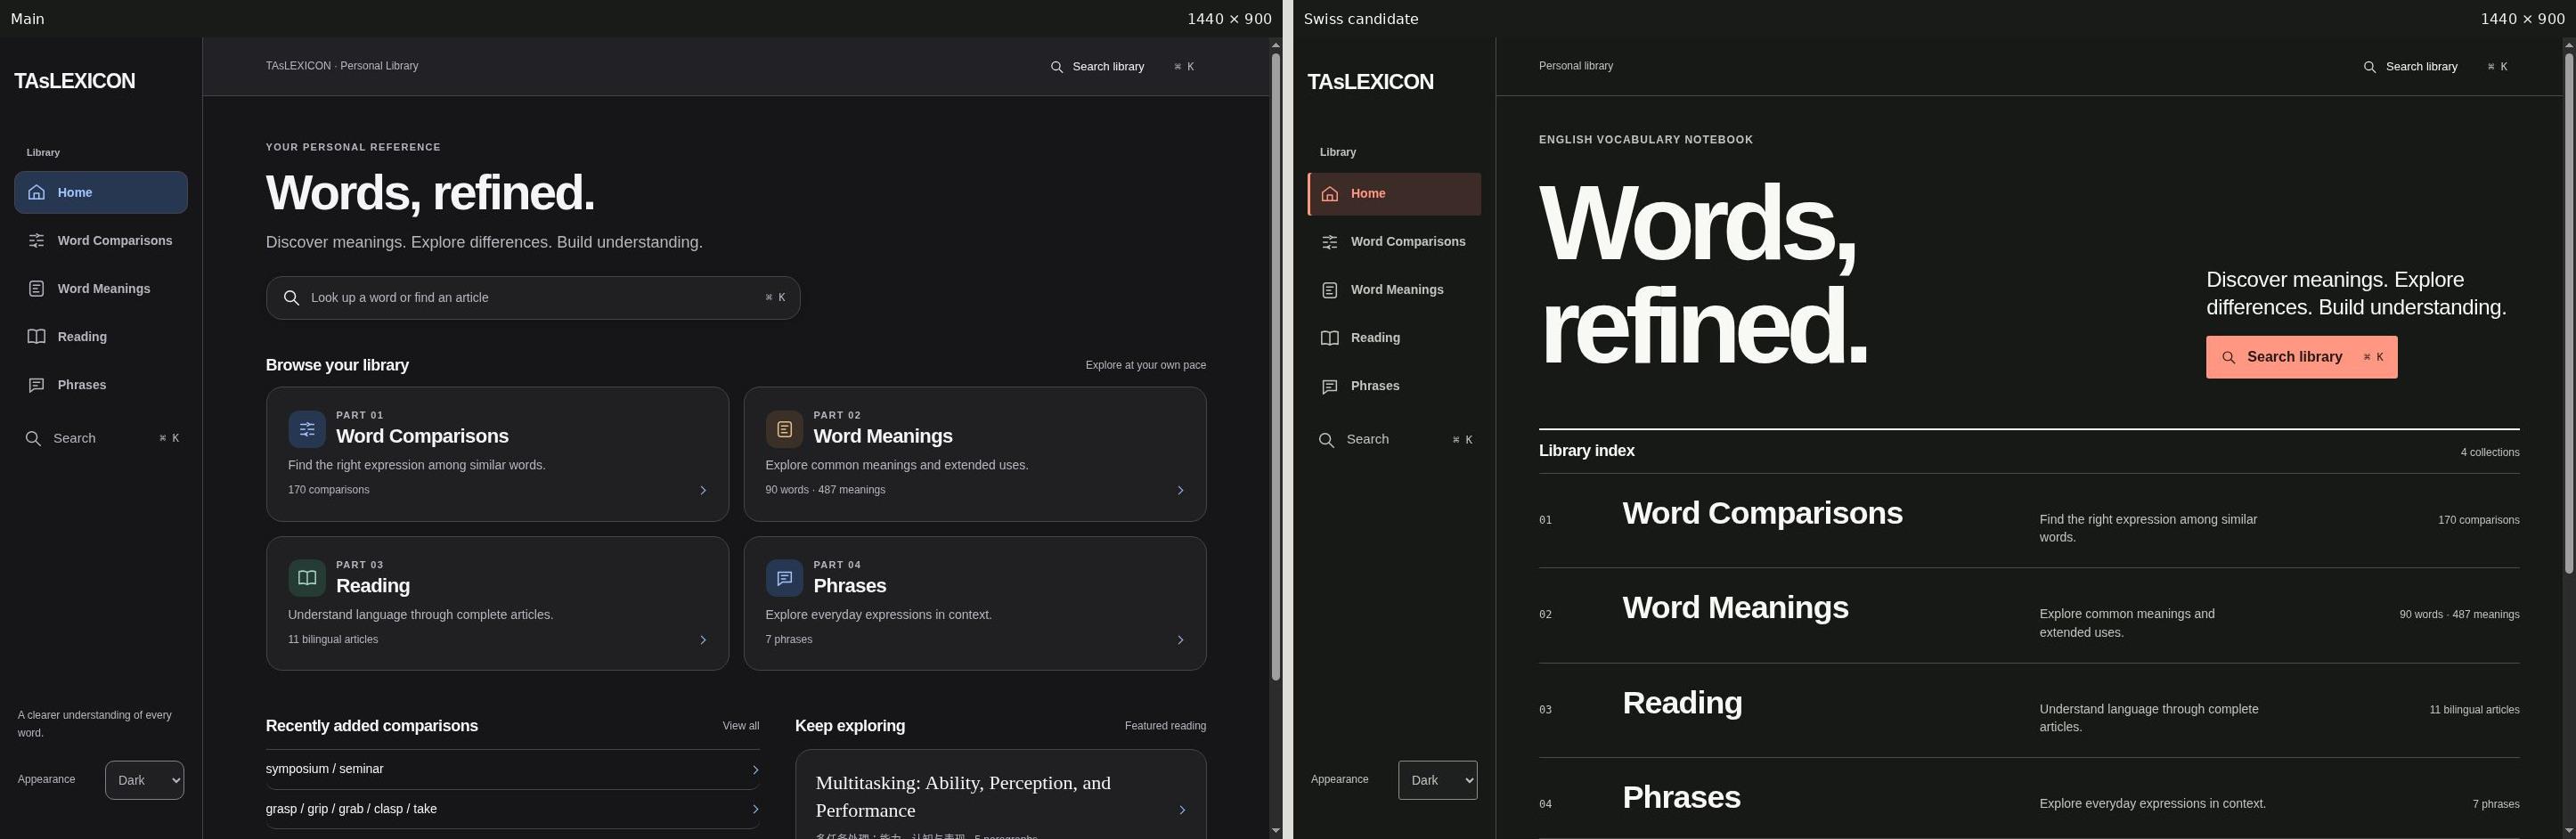 Main
1440 × 900
TAsLEXICON
Library
Home
Word Comparisons
Word Meanings
Reading
Phrases
Search ⌘ K
A clearer understanding of every
word.
Appearance Dark
TAsLEXICON · Personal Library
Search library ⌘ K
YOUR PERSONAL REFERENCE
Words, refined.
Discover meanings. Explore differences. Build understanding.
Look up a word or find an article ⌘ K
Browse your library
Explore at your own pace
PART 01
Word Comparisons
Find the right expression among similar words.
170 comparisons
PART 02
Word Meanings
Explore common meanings and extended uses.
90 words · 487 meanings
PART 03
Reading
Understand language through complete articles.
11 bilingual articles
PART 04
Phrases
Explore everyday expressions in context.
7 phrases
Recently added comparisons
View all
symposium / seminar
grasp / grip / grab / clasp / take
Keep exploring
Featured reading
Multitasking: Ability, Perception, and
Performance
Swiss candidate
1440 × 900
TAsLEXICON
Library
Home
Word Comparisons
Word Meanings
Reading
Phrases
Search ⌘ K
Appearance Dark
Personal library
Search library ⌘ K
ENGLISH VOCABULARY NOTEBOOK
Words,
refined.
Discover meanings. Explore
differences. Build understanding.
Search library ⌘ K
Library index
4 collections
01
Word Comparisons
Find the right expression among similar
words.
170 comparisons
02
Word Meanings
Explore common meanings and
extended uses.
90 words · 487 meanings
03
Reading
Understand language through complete
articles.
11 bilingual articles
04
Phrases
Explore everyday expressions in context.
7 phrases